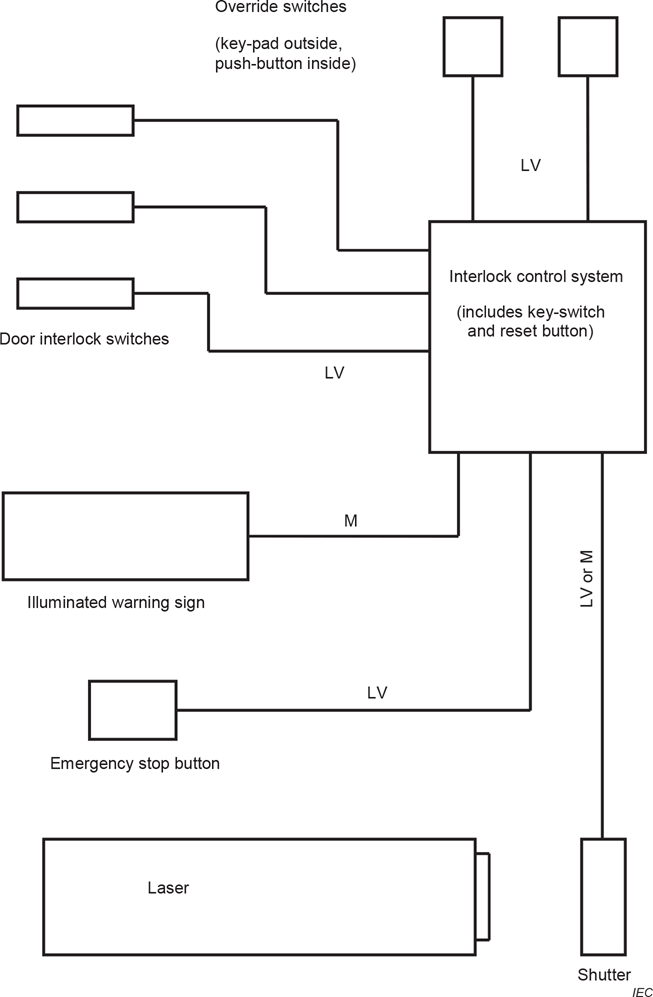 Override switches
(key-pad outside,
push-button inside)
LV
Interlock control system
(includes key-switch
and reset button)
Door interlock switches
LV
M
LV or M
Illuminated warning sign
LV
Emergency stop button
Laser
Shutter
IEC